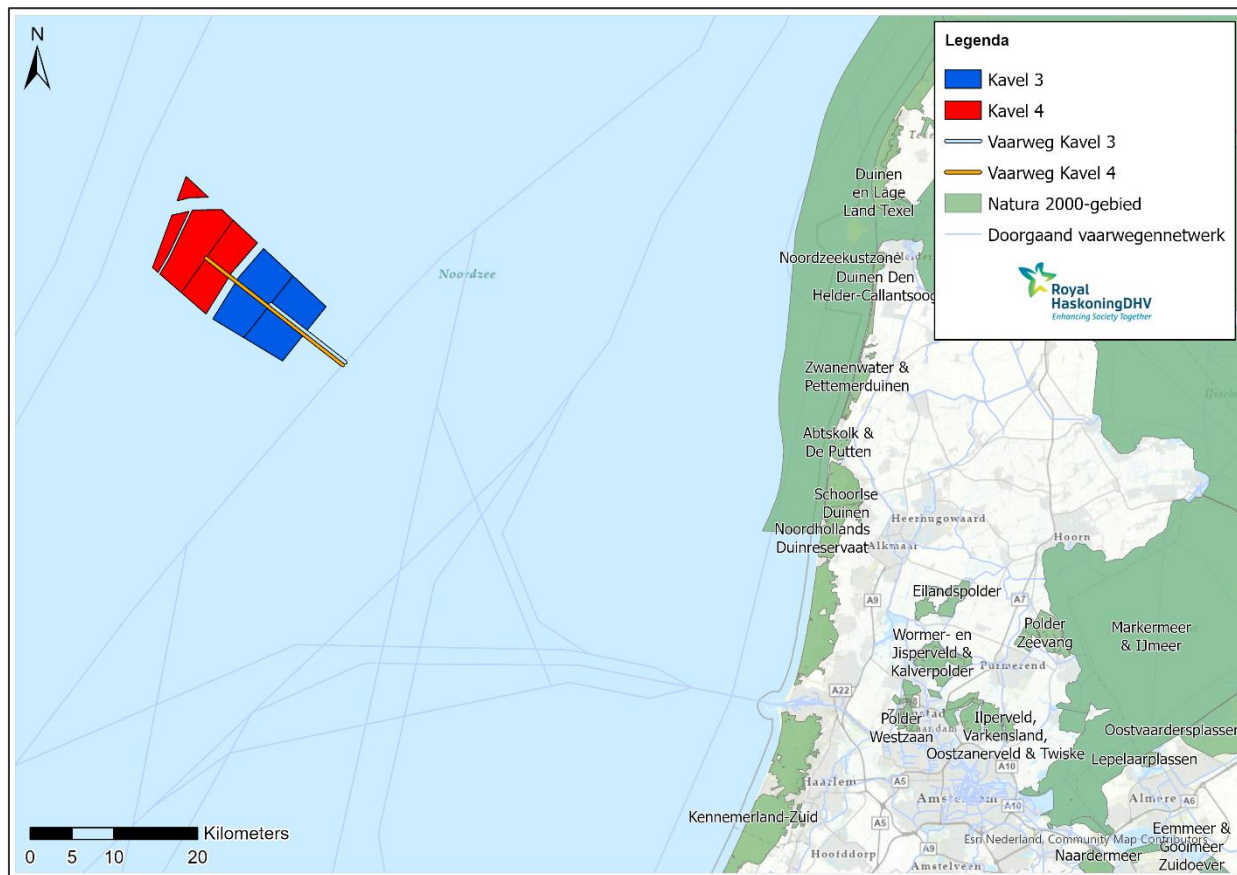 N
Legenda
Kavel 3
Kavel 4
Vaarweg Kavel 3
Vaarweg Kavel 4
Natura 2000-gebied
Doorgaand vaarwegennetwerk
Royal
HaskoningDHV
Enhancing Society Together
Duinen
en Lage
Land Texel
Noordzee
Noordzeekustzone
Duinen Den
Helder-Callantsoog
Zwanenwater &
Pettemerduinen
Abtskolk &
De Putten
Schoorlse
Duinen
Heerhugowaard
Noordhollands
Duinreservaat
Alkmaar
Hoorn
Eilandspolder
A9
A7
Polder
Zeevang
Markermeer
& IJmeer
Wormer- en
Jisperveld &
Kalverpolder
Purmerend
A22
A8
Polder
Westzaan
Ilperveld,
Varkensland,
Oostzanerveld & Twiske
Oostvaardersplassen
Lepelaarplassen
A10
Haarlem
A5
Amsterdam
A10
Almere
A6
Kennemerland-Zuid
A5
A9
Hoofddorp
Amstelveen
Esri Nederland, Community Map Contributors
Naardermeer
Eemmeer &
Gooimeer
Zuidoever
Kilometers
0 5 10 20